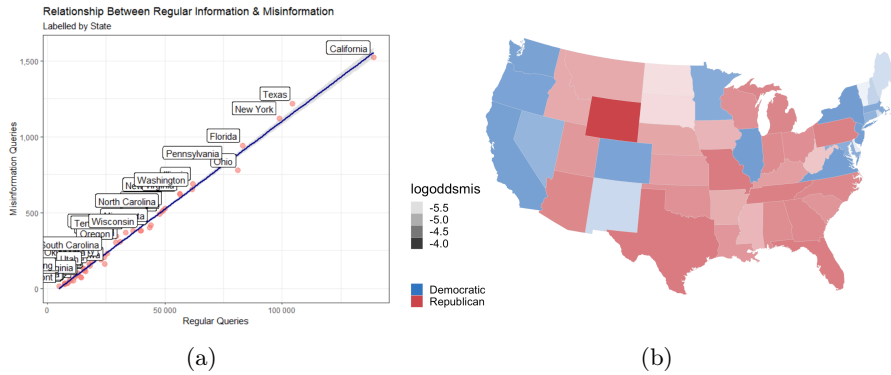 Relationship Between Regular Information & Misinformation
Labelled by State
Misinformation Queries
1,500
1,000
500
0
California
Texas
New York
Florida
Pennsylvania
Ohio
Washington
North Carolina
Wisconsin
Oregon
South Carolina
Utah
0
50 000
100 000
Regular Queries
(a)
logoddsmis
-5.5
-5.0
-4.5
-4.0
Democratic
Republican
(b)